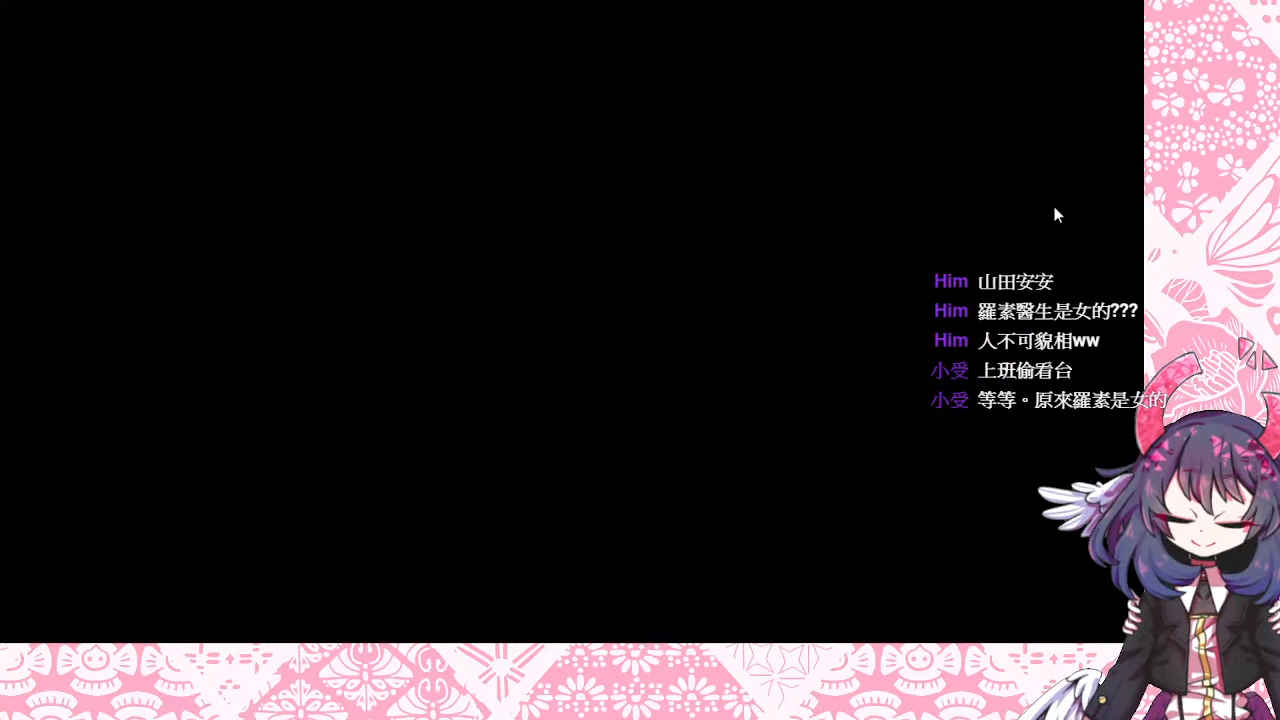 Him 山田安安
Him 羅素醫生是女的???
Him 人不可貌相ww
小受 上班偷看台
小受 等等。原來羅素是女的